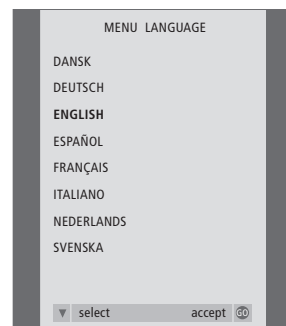 MENU LANGUAGE
DANSK
DEUTSCH
ENGLISH
ESPAÑOL
FRANÇAIS
ITALIANO
NEDERLANDS
SVENSKA
▼ select accept GO